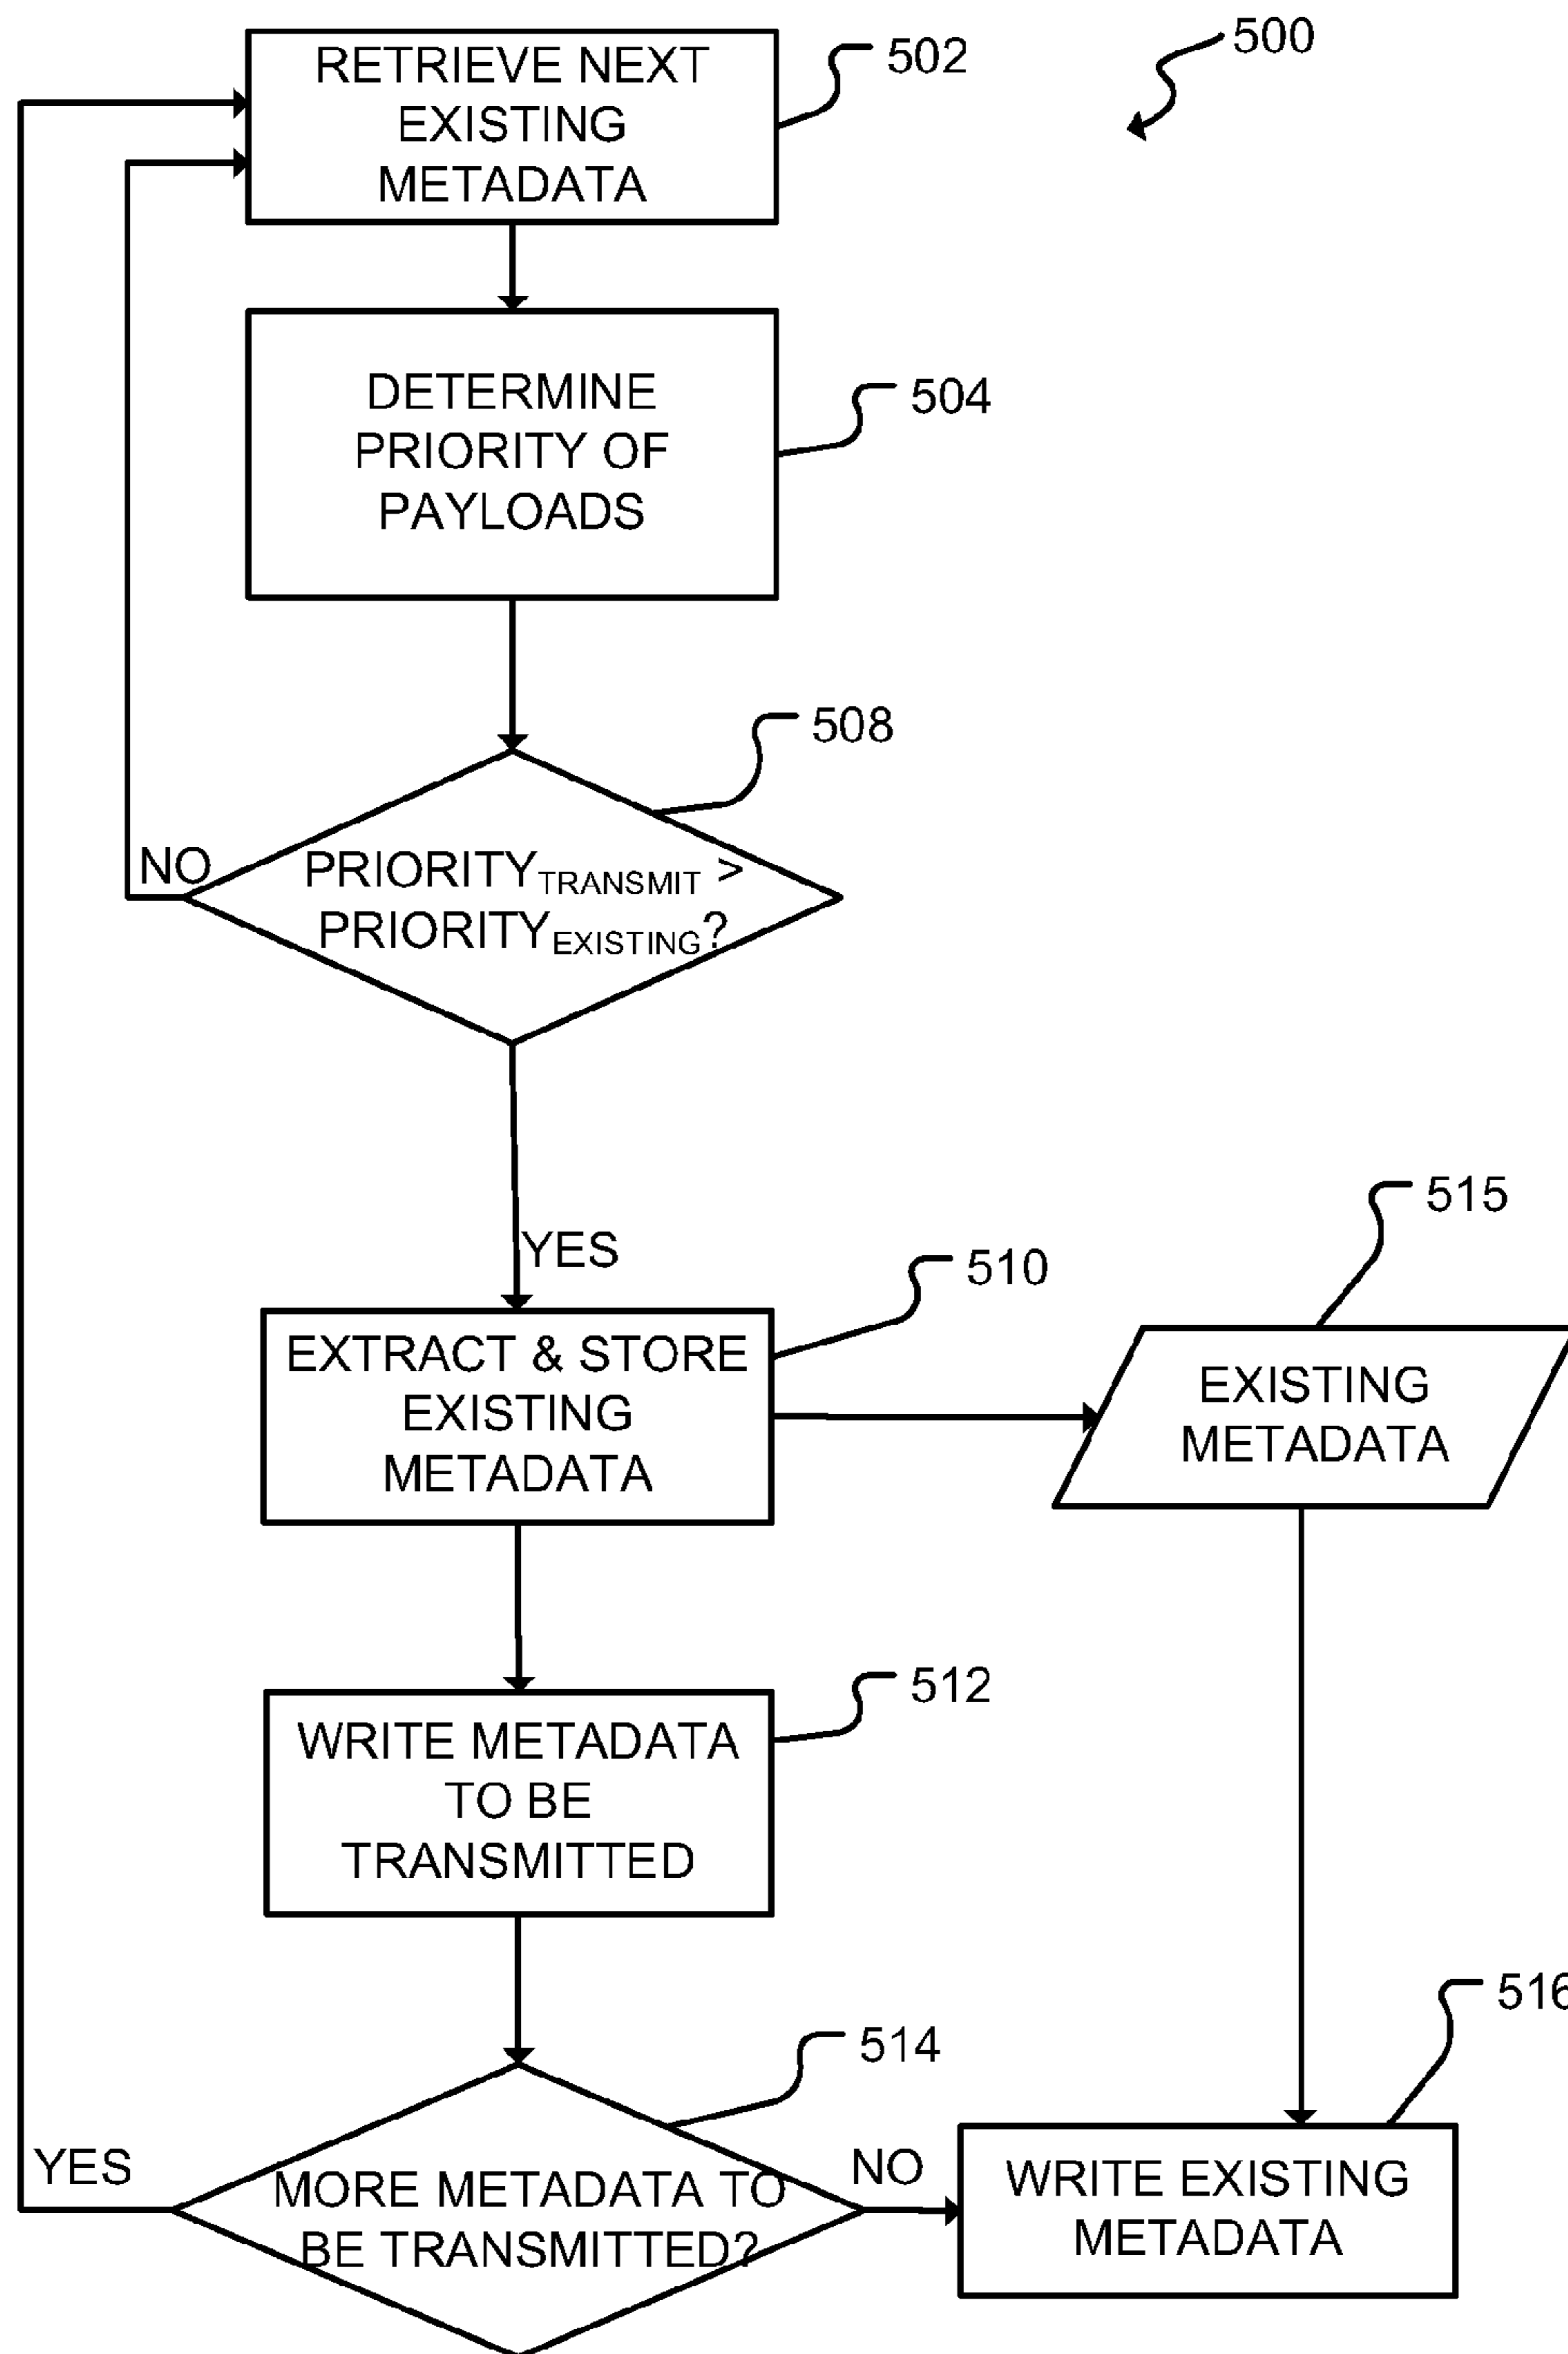 500
RETRIEVE NEXT
EXISTING
METADATA
502
DETERMINE
PRIORITY OF
PAYLOADS
504
508
NO
PRIORITYTRANSMIT >
PRIORITYEXISTING?
YES
515
510
EXTRACT & STORE
EXISTING
METADATA
EXISTING
METADATA
512
WRITE METADATA
TO BE
TRANSMITTED
516
514
YES
MORE METADATA TO
BE TRANSMITTED?
NO
WRITE EXISTING
METADATA